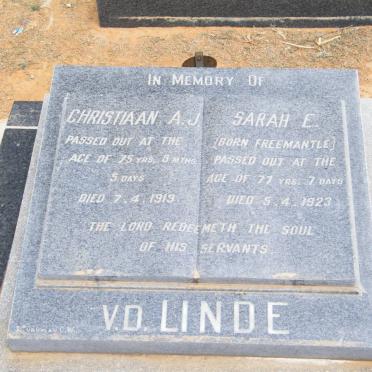 In Memory Of
CHRISTIAAN A. J
PASSED OUT AT THE
AGE OF 75 YRS, MTHS
5 DAYS
DIED 7.4.1919
SARAH E.
(BORN FREEMANTLE)
PASSED OUT AT THE
AGE OF 77 YRS. 7 DAYS
DIED 5.4.1923
THE LORD REDEEMETH THE SOUL
OF HIS SERVANTS
V.D. LINDE